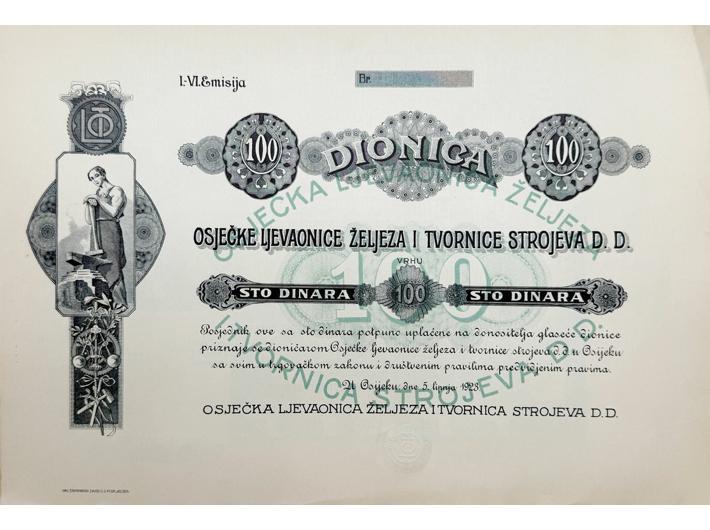 I.-VI. Emisija
Br.
100
DIONICA
100
OSJEČKA LJEVAONICA ŽELJEZA
I TVORNICA STROJEVA D. D.
100
OSJEČKE LJEVAONICE ŽELJEZA I TVORNICE STROJEVA D. D.
VRHU
STO DINARA
100
STO DINARA
Posjednik ove sa sto dinara potpuno uplaćene na donositelja glaseće dionice
priznaje se dioničarom Osječke ljevaonice željeza i tvornice strojeva d. d. u Osijeku
sa svim u trgovačkom zakonu i društvenim pravilima predvidjenim pravima.
U Osijeku, dne 5. lipnja 1923.
OSJEČKA LJEVAONICA ŽELJEZA I TVORNICA STROJEVA D. D.